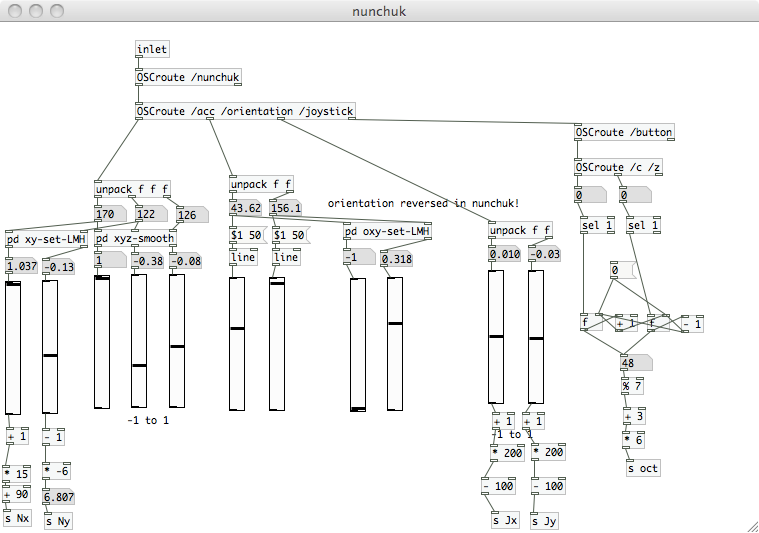 nunchuk
inlet
OSCroute /nunchuk
OSCroute /acc /orientation /joystick
OSCroute /button
OSCroute /c /z
unpack f f f
unpack f f
0
0
170
122
126
43.62
156.1
orientation reversed in nunchuk!
sel 1
sel 1
unpack f f
pd xy-set-LMH
pd xyz-smooth
$1 50
$1 50
pd oxy-set-LMH
1.037
-0.13
1
-0.38
-0.08
line
line
-1
0.318
0.010
-0.03
0
f
+ 1
f
- 1
48
% 7
-1 to 1
+ 1
+ 1
+ 3
+ 1
- 1
-1 to 1
* 6
* 200
* 200
s oct
* 15
* -6
- 100
- 100
+ 90
6.807
s Nx
s Ny
s Jx
s Jy